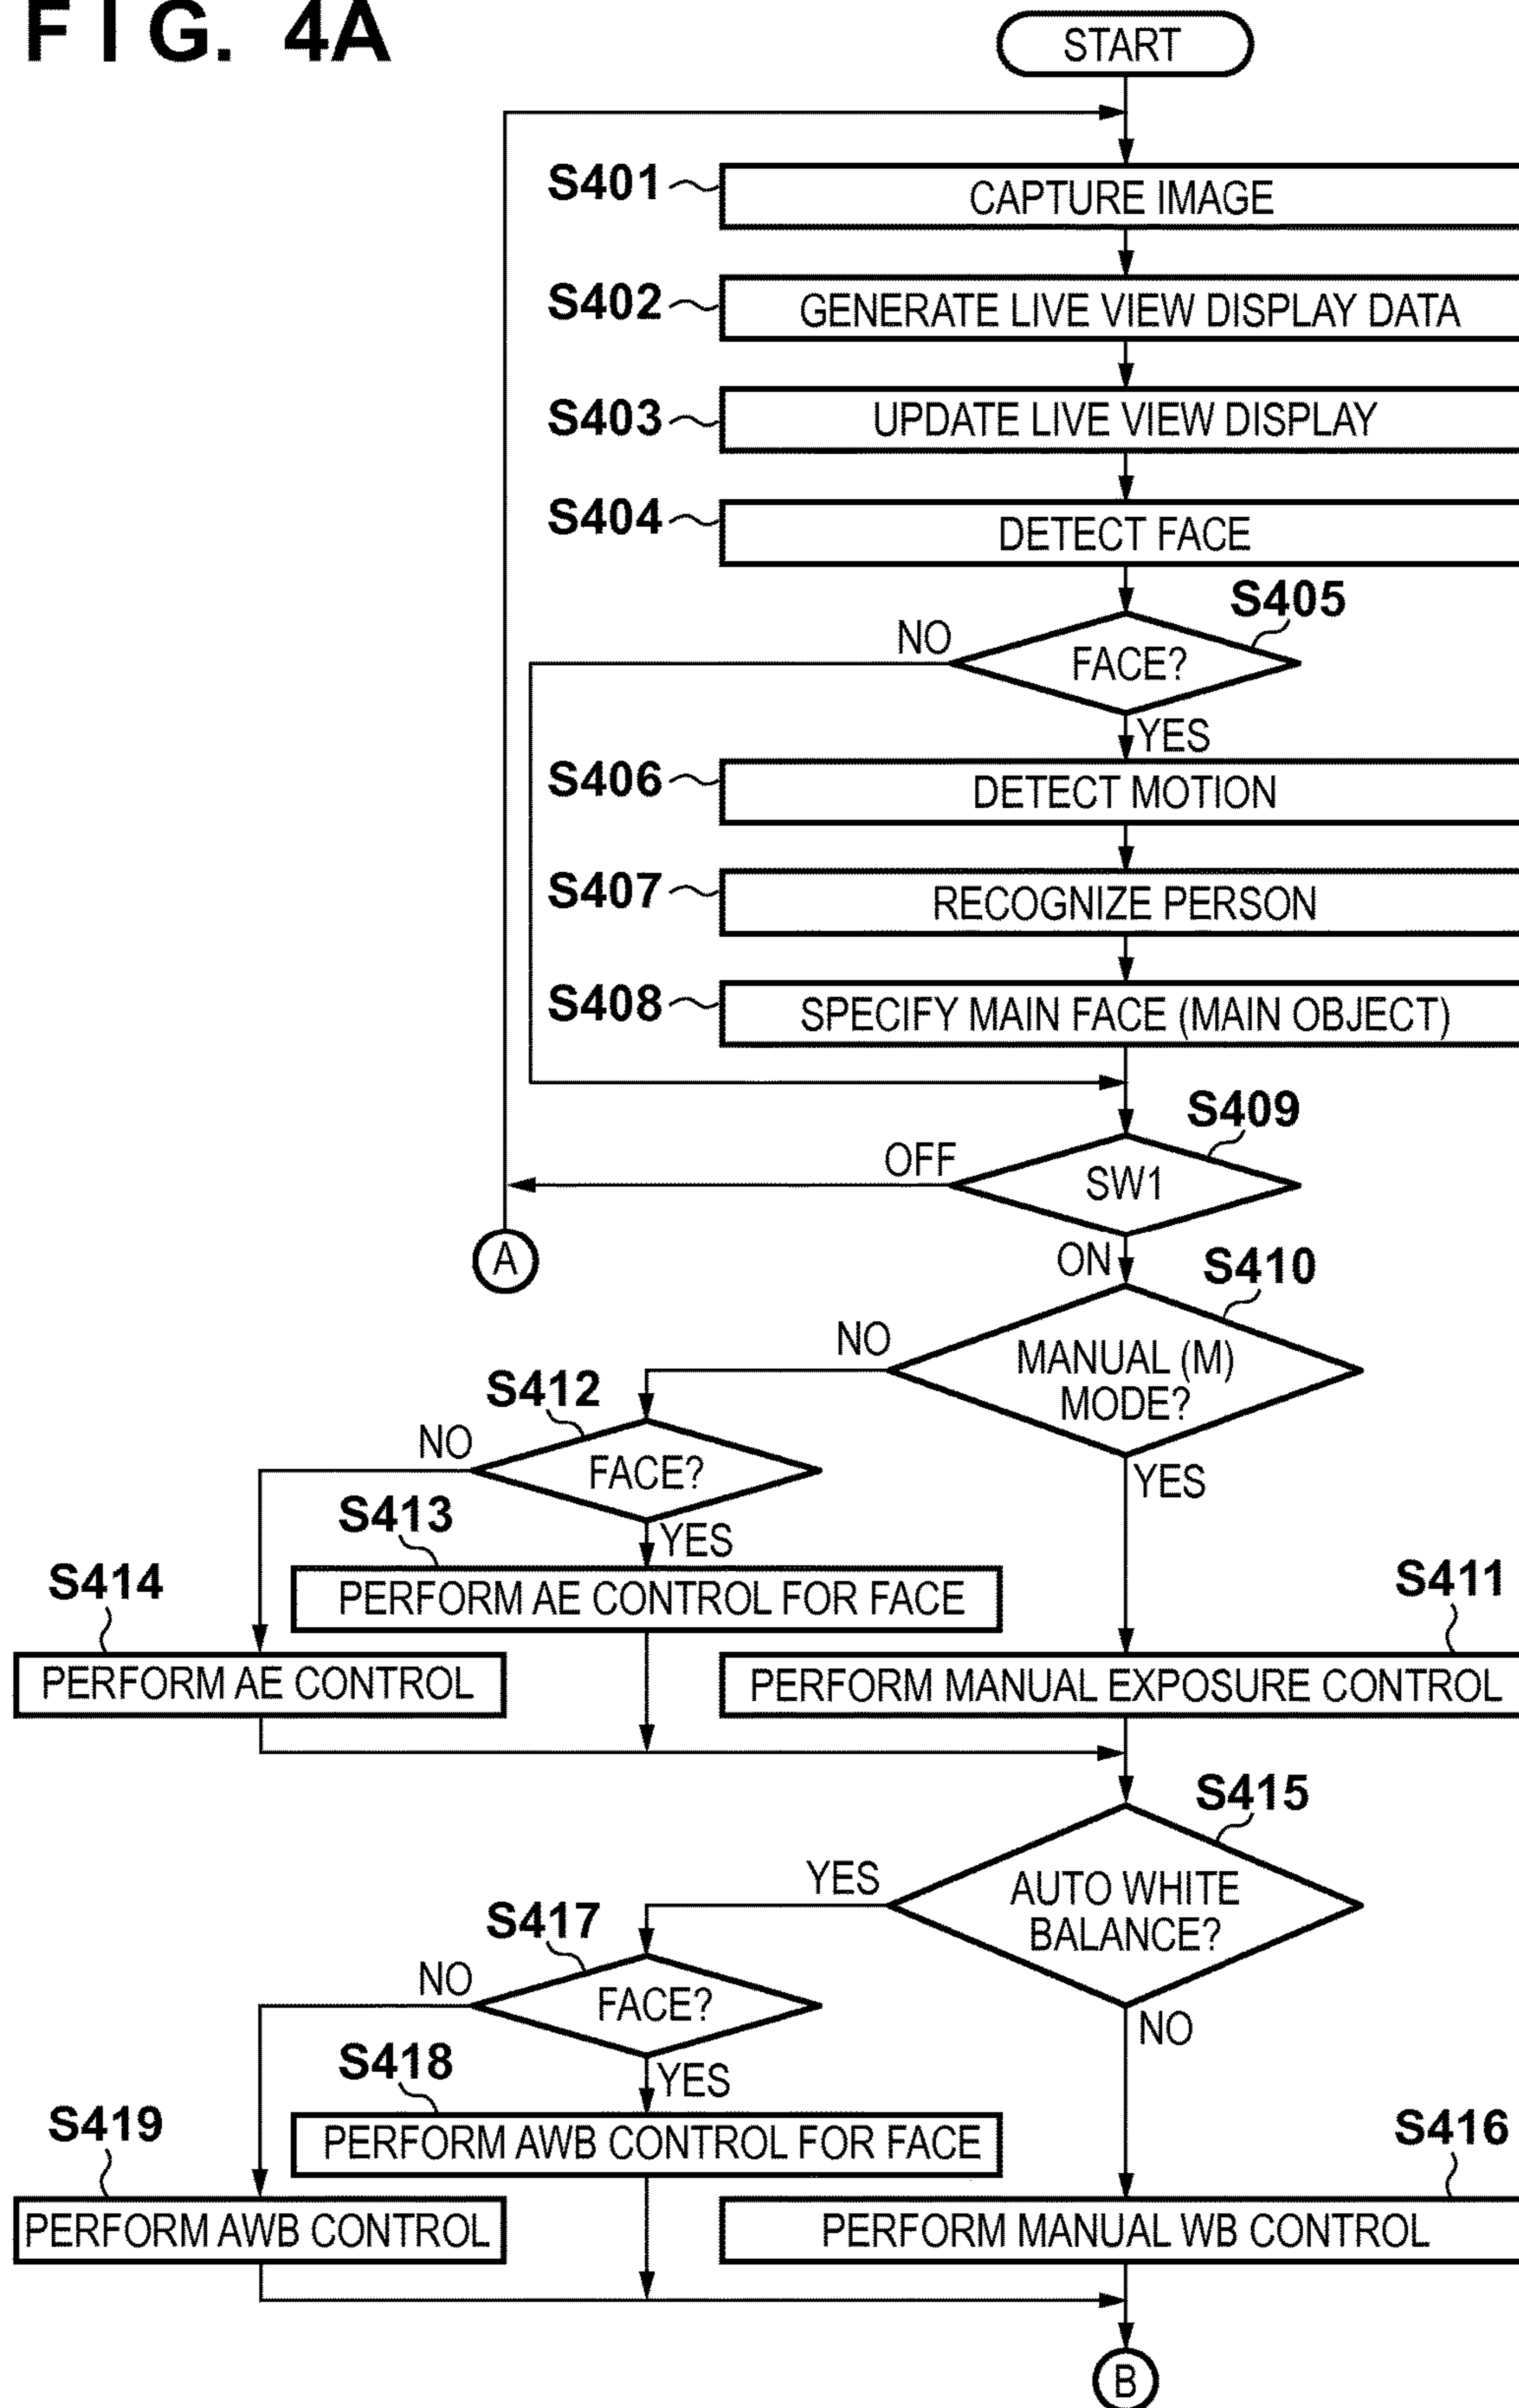 FIG. 4A
START
S401
CAPTURE IMAGE
S402
GENERATE LIVE VIEW DISPLAY DATA
S403
UPDATE LIVE VIEW DISPLAY
S404
DETECT FACE
S405
NO
FACE?
YES
S406
DETECT MOTION
S407
RECOGNIZE PERSON
S408
SPECIFY MAIN FACE (MAIN OBJECT)
S409
OFF
SW1
A
ON
S410
NO
MANUAL (M)
MODE?
YES
S412
NO
FACE?
YES
S413
PERFORM AE CONTROL FOR FACE
S414
PERFORM AE CONTROL
S411
PERFORM MANUAL EXPOSURE CONTROL
S415
YES
AUTO WHITE
BALANCE?
NO
S417
NO
FACE?
YES
S418
PERFORM AWB CONTROL FOR FACE
S419
PERFORM AWB CONTROL
S416
PERFORM MANUAL WB CONTROL
B